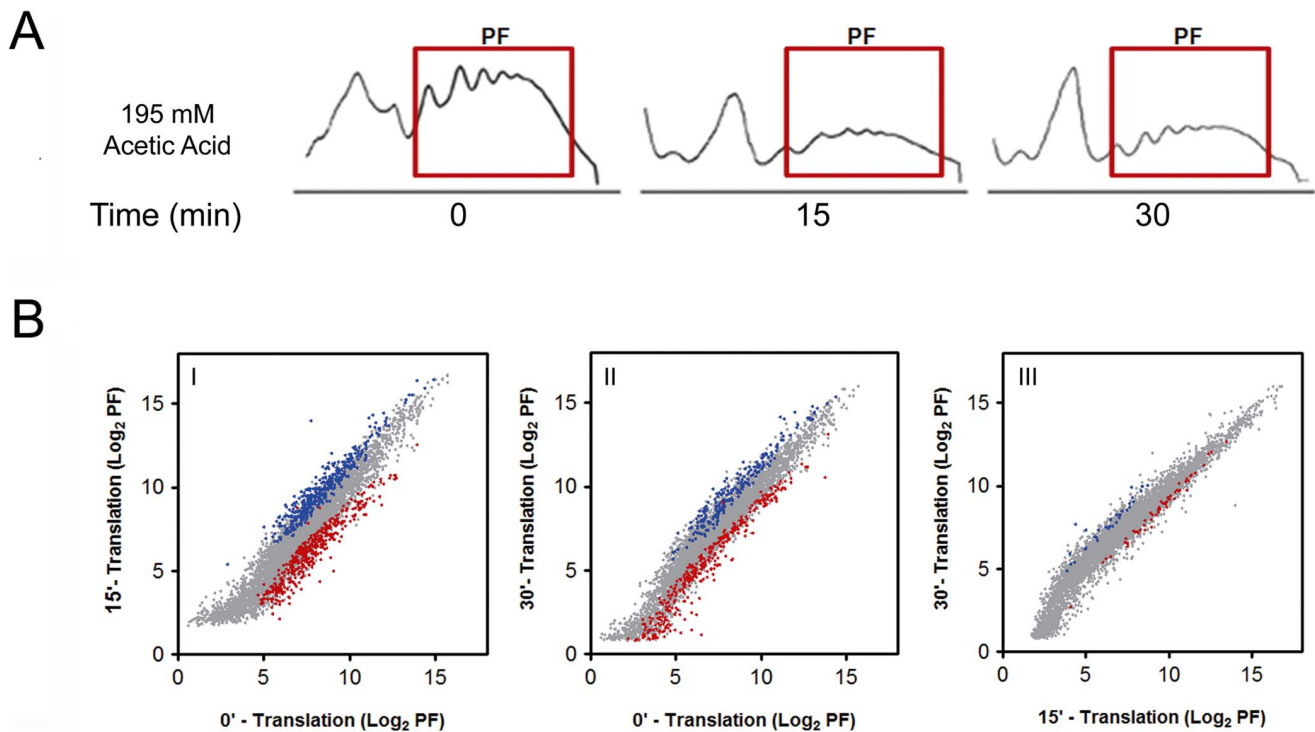 A
PF PF PF
195 mM
Acetic Acid
Time (min) 0 15 30
B
I
15'- Translation (Log₂ PF)
15
10
5
0
0 5 10 15
0' - Translation (Log₂ PF)
II
30'- Translation (Log₂ PF)
15
10
5
0
0 5 10 15
0' - Translation (Log₂ PF)
III
30'- Translation (Log₂ PF)
15
10
5
0
0 5 10 15
15' - Translation (Log₂ PF)